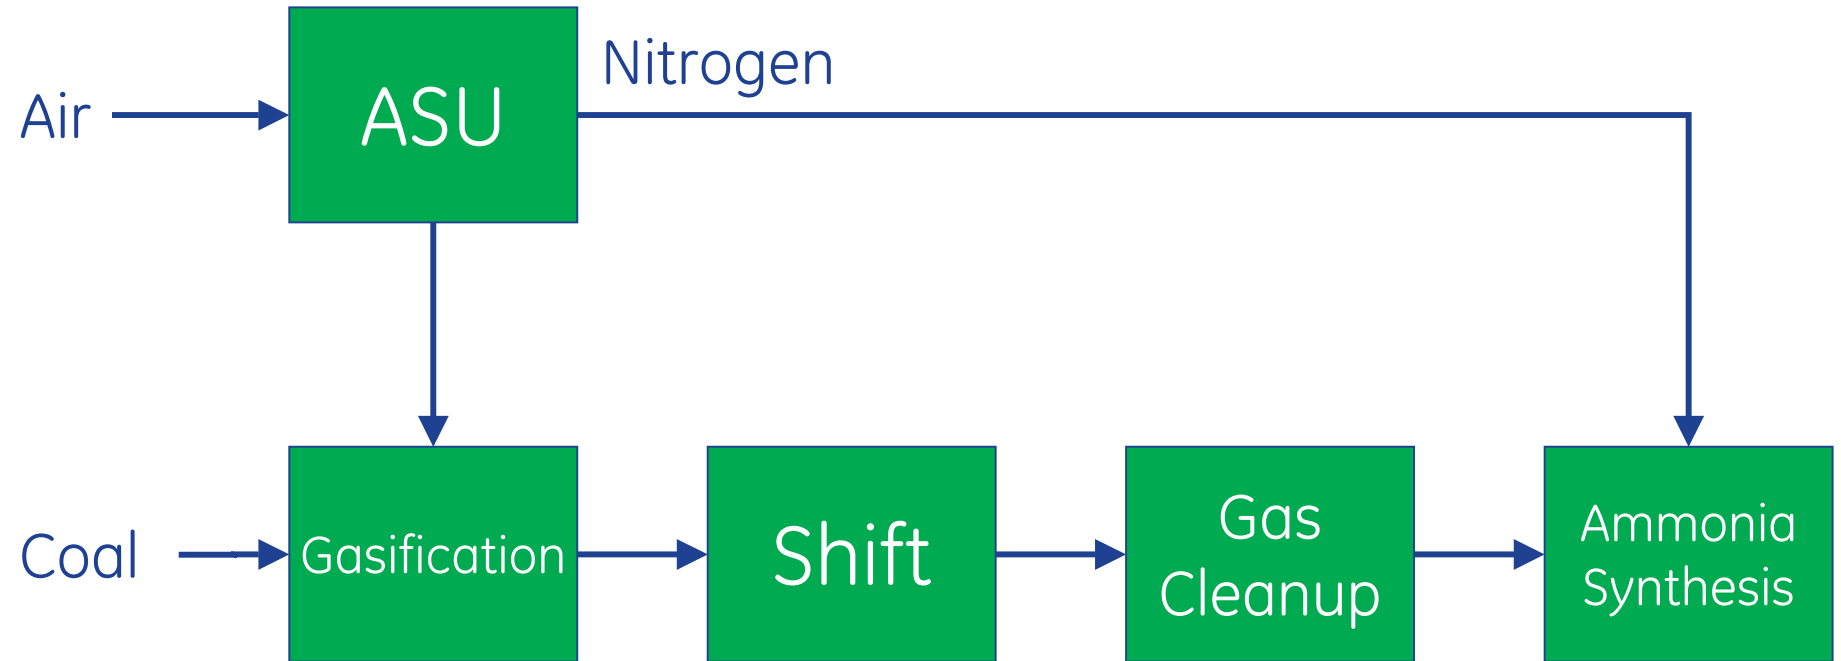 Air
ASU
Nitrogen
Coal
Gasification
Shift
Gas
Cleanup
Ammonia
Synthesis